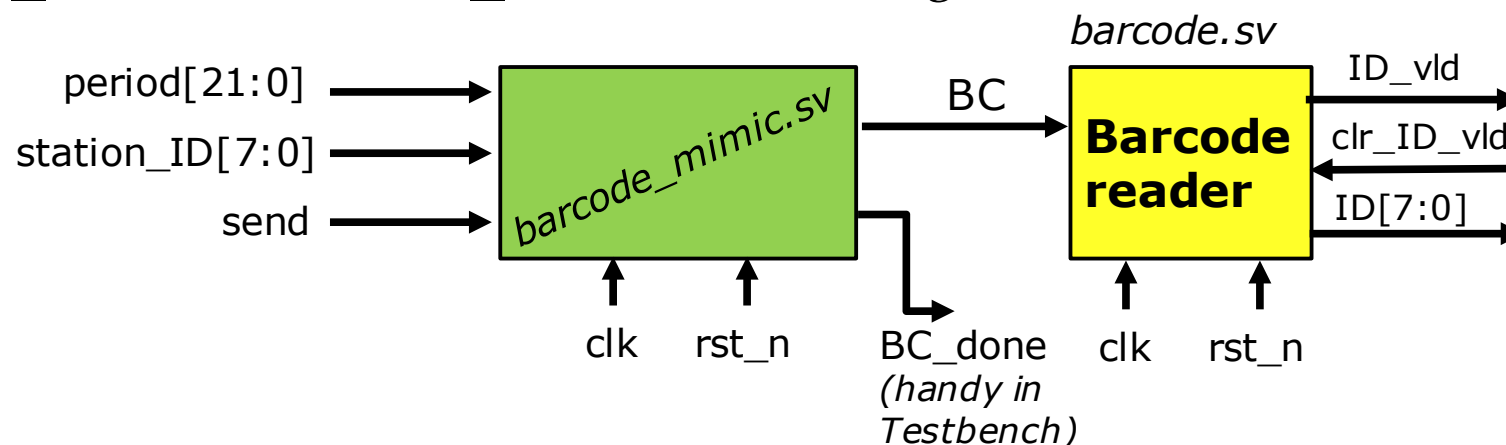 barcode.sv
period[21:0]
station_ID[7:0]
send
barcode_mimic.sv
BC
Barcode
reader
ID_vld
clr_ID_vld
ID[7:0]
clk
rst_n
BC_done
(handy in
Testbench)
clk
rst_n